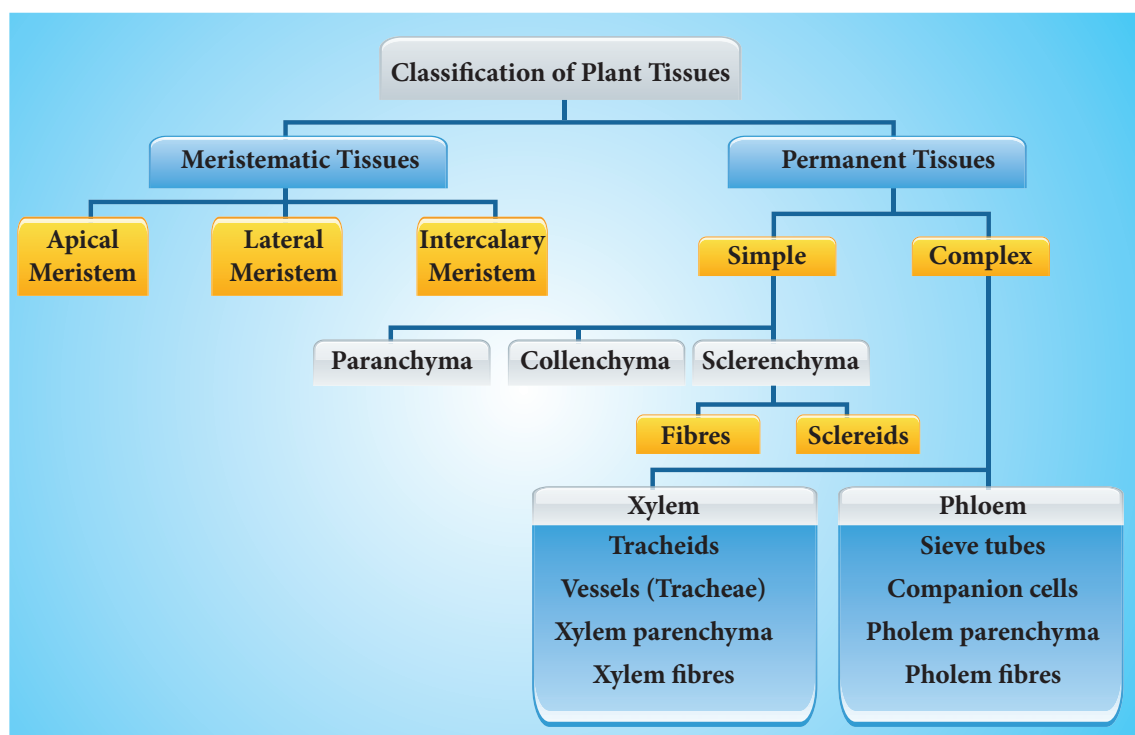 Classification of Plant Tissues
Meristematic Tissues
Permanent Tissues
Apical
Meristem
Lateral
Meristem
Intercalary
Meristem
Simple
Complex
Paranchyma
Collenchyma
Sclerenchyma
Fibres
Sclereids
Xylem
Tracheids
Vessels (Tracheae)
Xylem parenchyma
Xylem fibres
Phloem
Sieve tubes
Companion cells
Pholem parenchyma
Pholem fibres